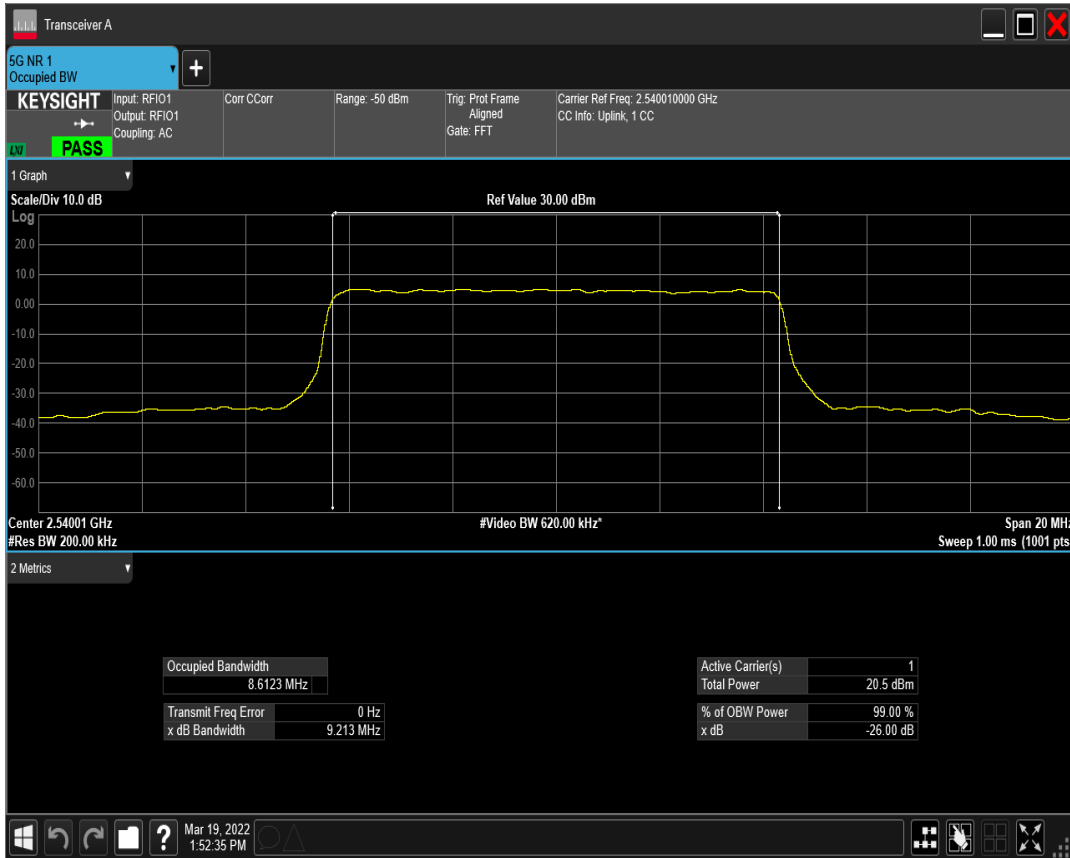 Transceiver A
5G NR 1
Occupied BW
+
KEYSIGHT
LXI
PASS
Input: RFIO1
Output: RFIO1
Coupling: AC
Corr CCorr
Range: -50 dBm
Trig: Prot Frame
Aligned
Gate: FFT
Carrier Ref Freq: 2.540010000 GHz
CC Info: Uplink, 1 CC
1 Graph
Scale/Div 10.0 dB
Ref Value 30.00 dBm
Log
20.0
10.0
0.00
-10.0
-20.0
-30.0
-40.0
-50.0
-60.0
Center 2.54001 GHz
#Video BW 620.00 kHz*
Span 20 MHz
#Res BW 200.00 kHz
Sweep 1.00 ms (1001 pts
2 Metrics
Occupied Bandwidth
8.6123 MHz
Transmit Freq Error 0 Hz
x dB Bandwidth 9.213 MHz
Active Carrier(s) 1
Total Power 20.5 dBm
% of OBW Power 99.00 %
x dB -26.00 dB
?
Mar 19, 2022
1:52:35 PM